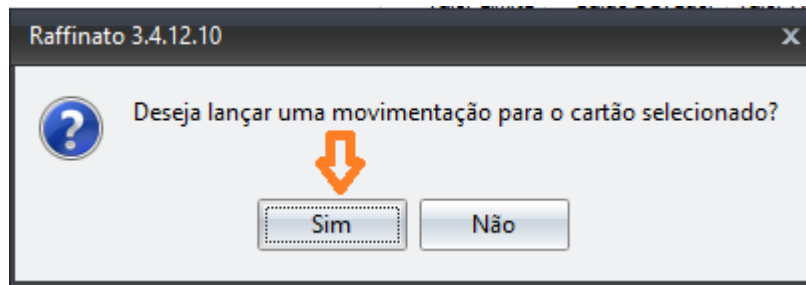 Raffinato 3.4.12.10
Deseja lançar uma movimentação para o cartão selecionado?
Sim
Não